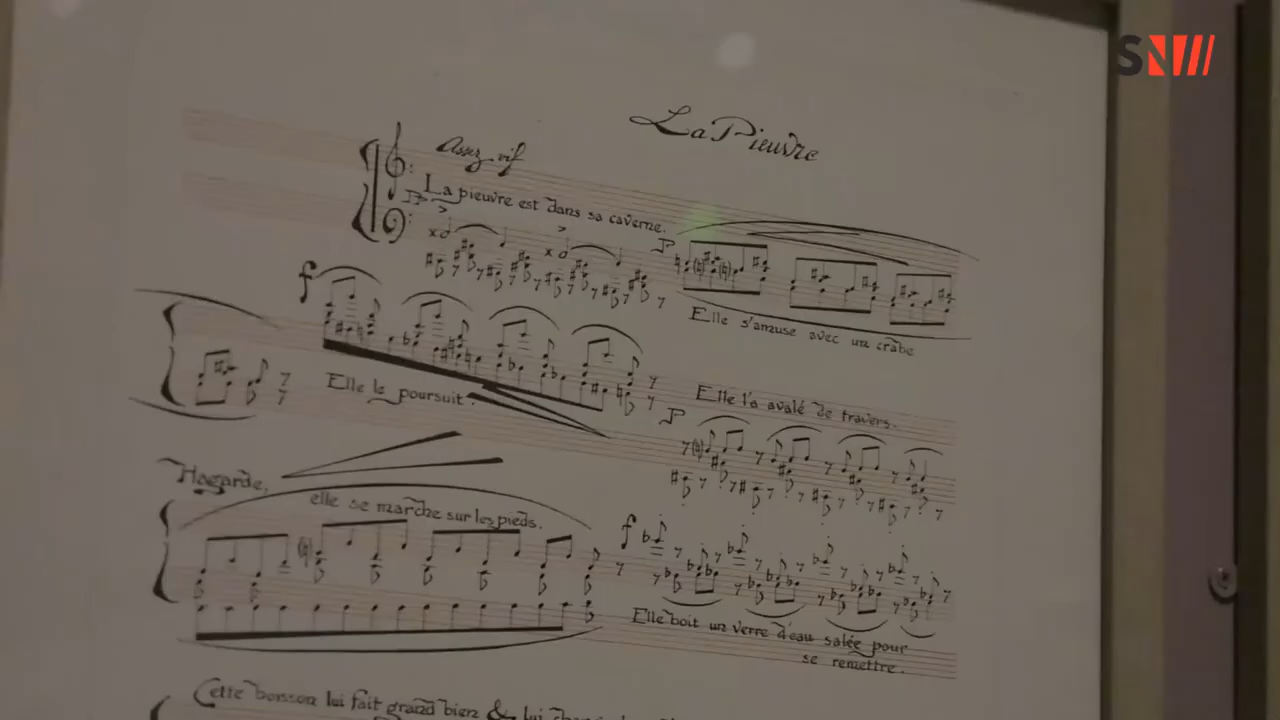 SN
La Pieuvre
Assez vif
La pieuvre est dans sa caverne.
Elle s'amuse avec un crabe
Elle le poursuit.
Elle l'a avalé de travers.
Hagarde,
elle se marche sur les pieds.
Elle boit un verre d'eau salée pour
se remettre.
Cette boisson lui fait grand bien & lui